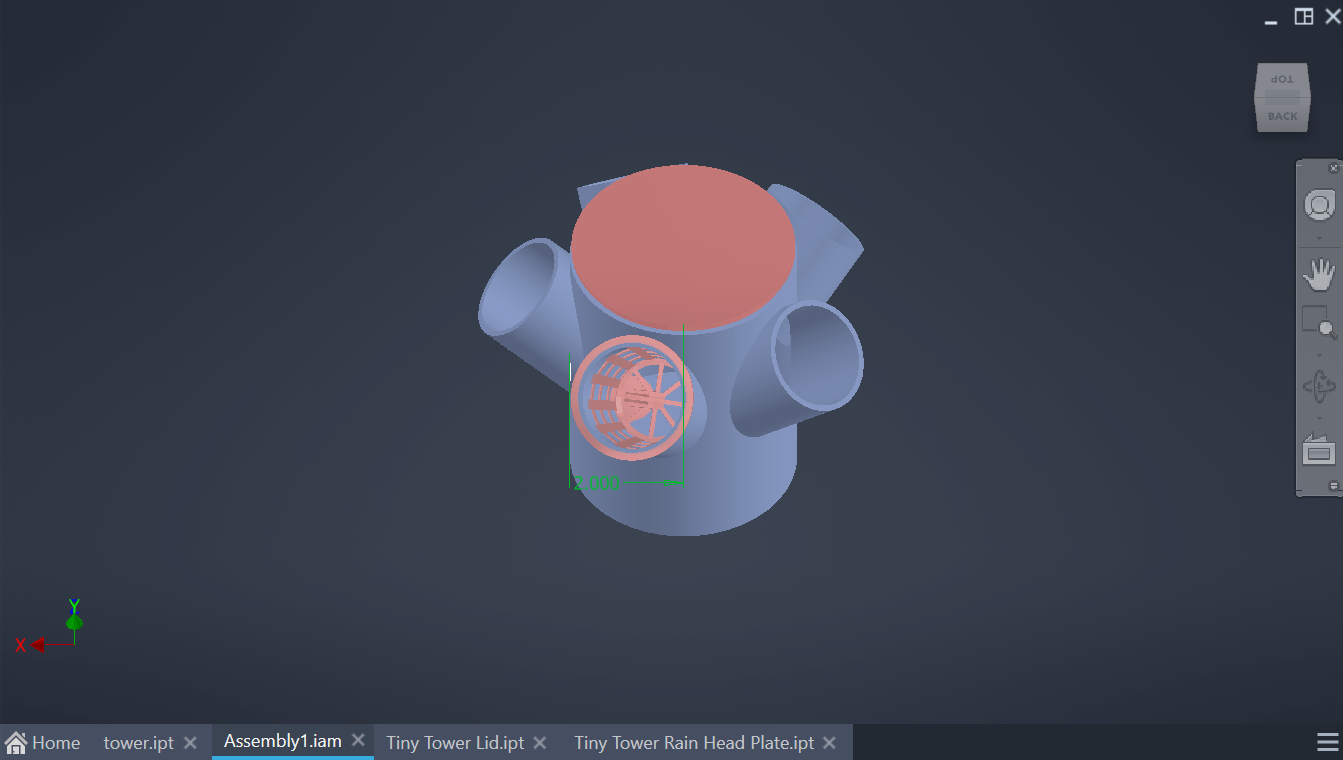 TOP
BACK
2.000
Y
X
Home tower.ipt Assembly1.iam Tiny Tower Lid.ipt Tiny Tower Rain Head Plate.ipt